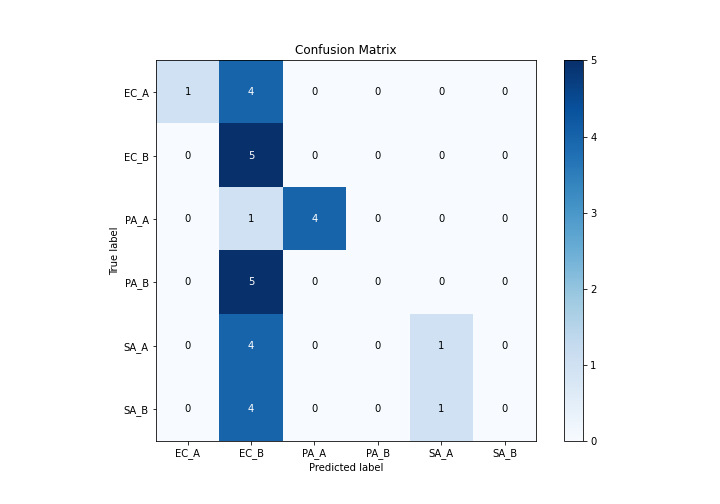 Confusion Matrix
True label
EC_A 1 4 0 0 0 0
EC_B 0 5 0 0 0 0
PA_A 0 1 4 0 0 0
PA_B 0 5 0 0 0 0
SA_A 0 4 0 0 1 0
SA_B 0 4 0 0 1 0
EC_A EC_B PA_A PA_B SA_A SA_B
Predicted label
5
4
3
2
1
0